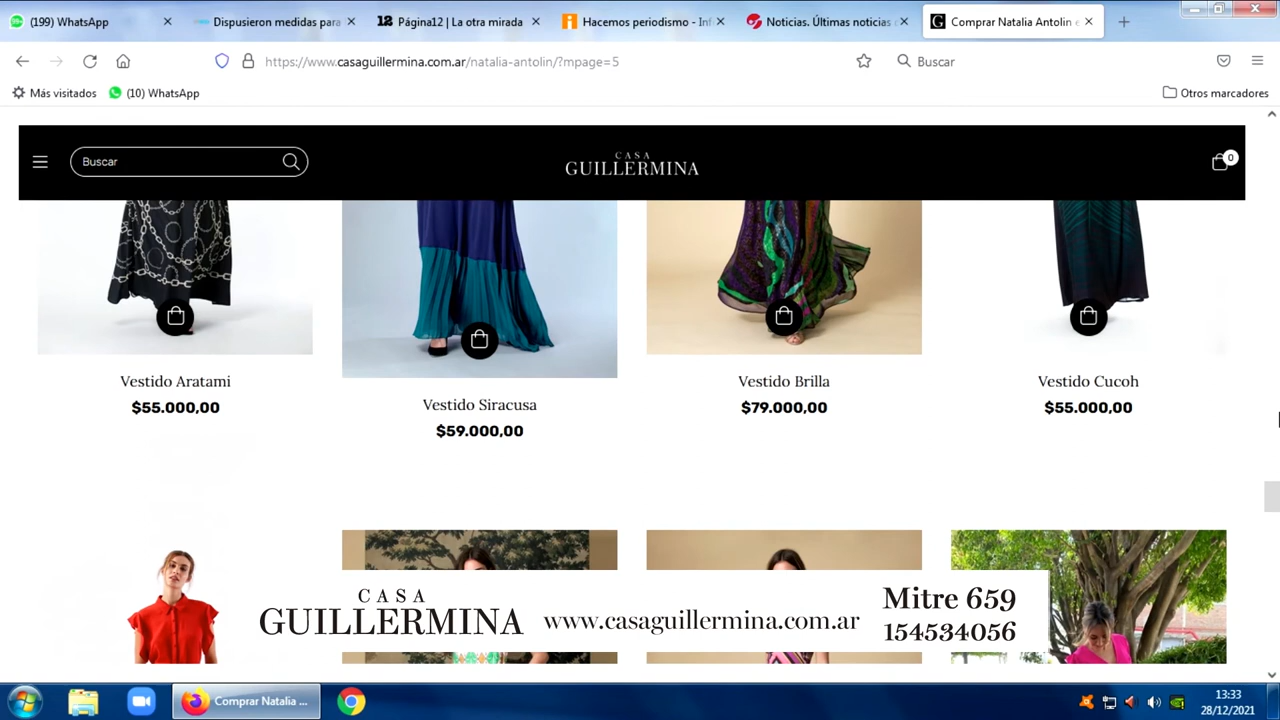 (199) WhatsApp
Dispusieron medidas para
Página12 | La otra mirada
Hacemos periodismo - Inf
Noticias. Últimas noticias
Comprar Natalia Antolin e
https://www.casaguillermina.com.ar/natalia-antolin/?mpage=5
Buscar
Más visitados
(10) WhatsApp
Otros marcadores
Buscar
CASA
GUILLERMINA
0
Vestido Aratami
$55.000,00
Vestido Siracusa
$59.000,00
Vestido Brilla
$79.000,00
Vestido Cucoh
$55.000,00
CASA
GUILLERMINA
www.casaguillermina.com.ar
Mitre 659
154534056
Comprar Natalia ...
13:33
28/12/2021